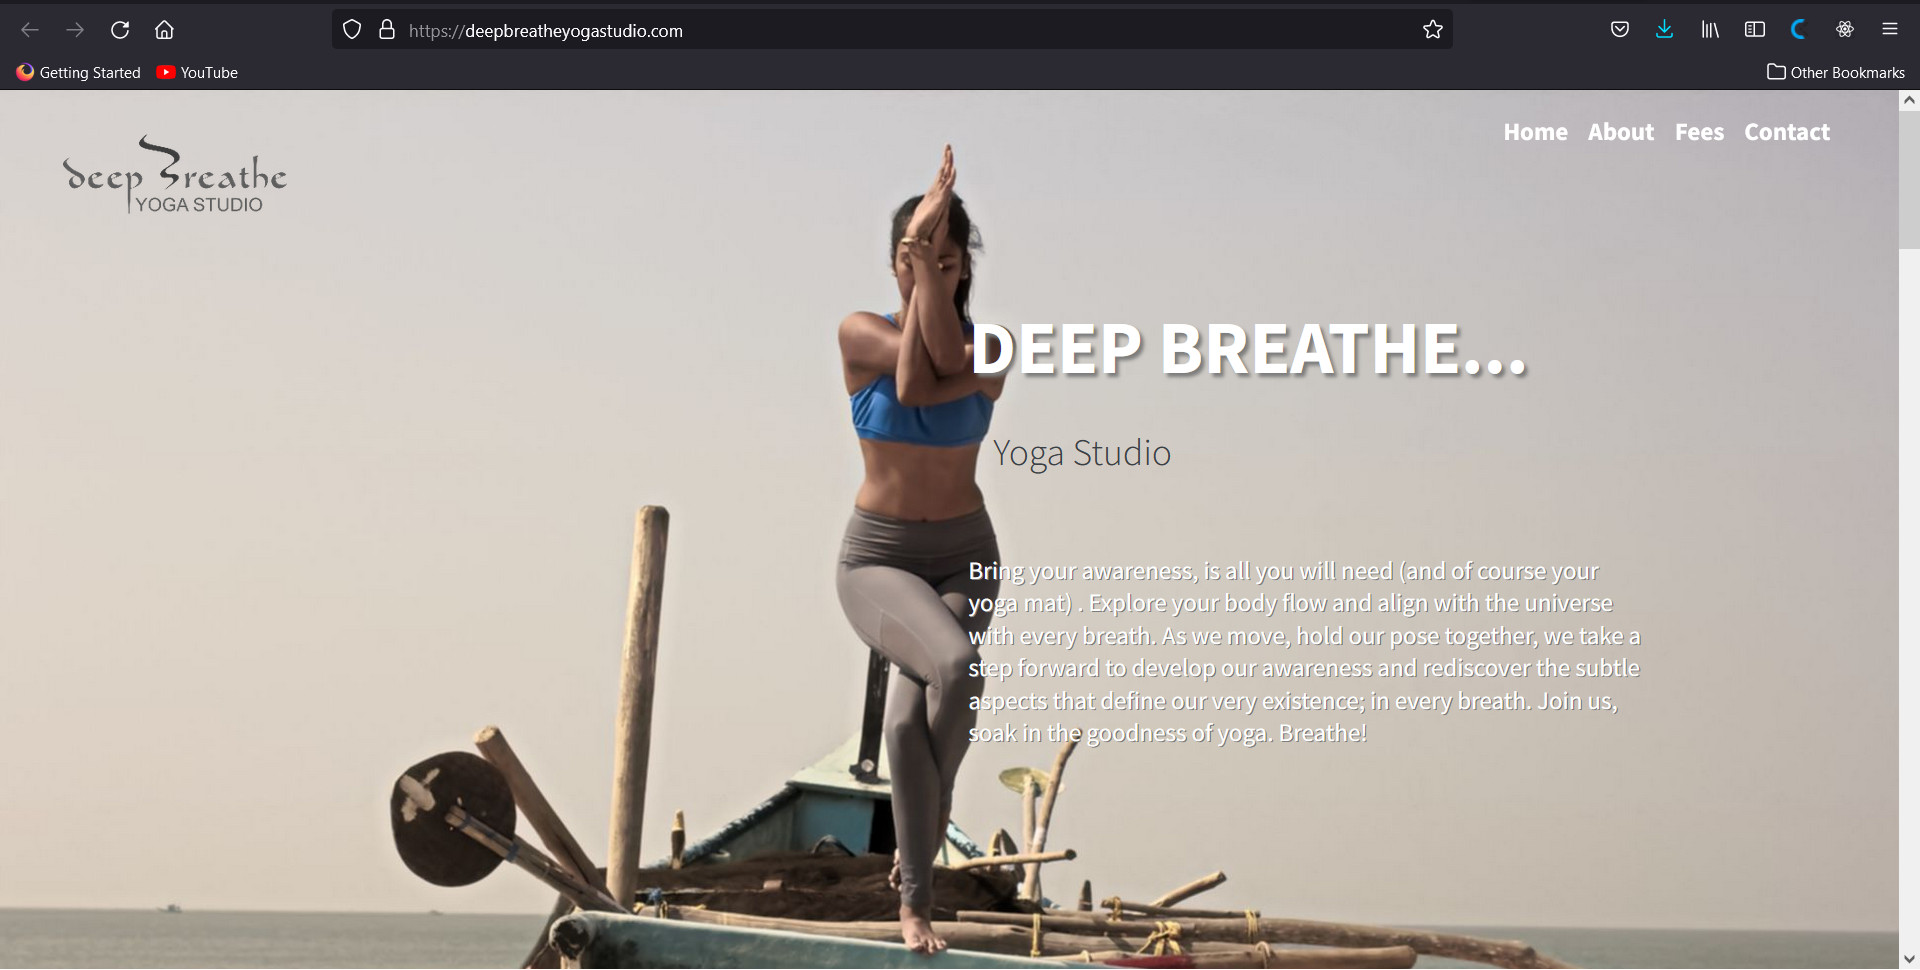 https://deepbreatheyogastudio.com
Getting Started YouTube Other Bookmarks
Home About Fees Contact
deep Breathe
YOGA STUDIO
DEEP BREATHE...
Yoga Studio
Bring your awareness, is all you will need (and of course your
yoga mat) . Explore your body flow and align with the universe
with every breath. As we move, hold our pose together, we take a
step forward to develop our awareness and rediscover the subtle
aspects that define our very existence; in every breath. Join us,
soak in the goodness of yoga. Breathe!